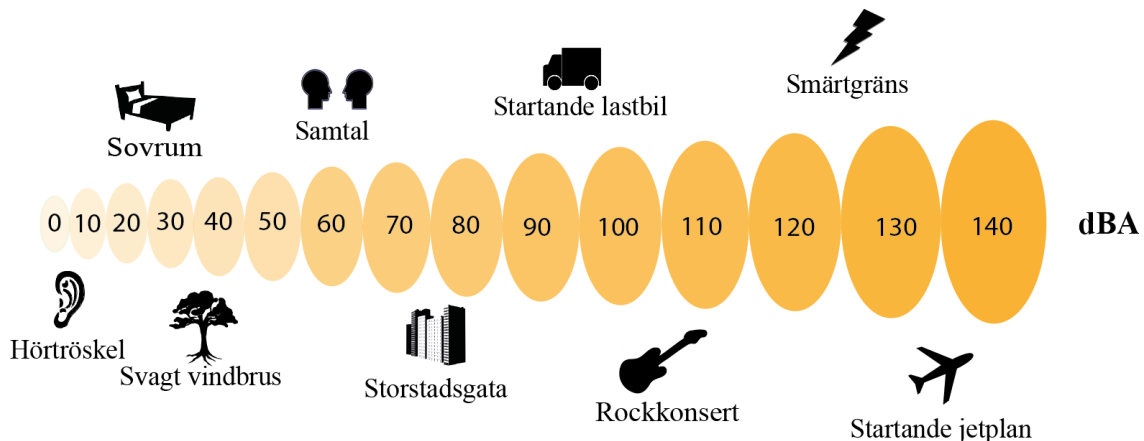 Smärtgräns
Startande lastbil
Samtal
Sovrum
0 10 20 30 40 50 60 70 80 90 100 110 120 130 140 dBA
Hörtröskel
Svagt vindbrus
Storstadsgata
Rockkonsert
Startande jetplan